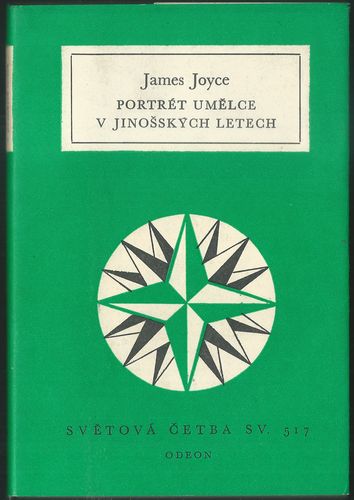 James Joyce
PORTRÉT UMĚLCE
V JINOŠSKÝCH LETECH
SVĚTOVÁ ČETBA SV. 517
ODEON